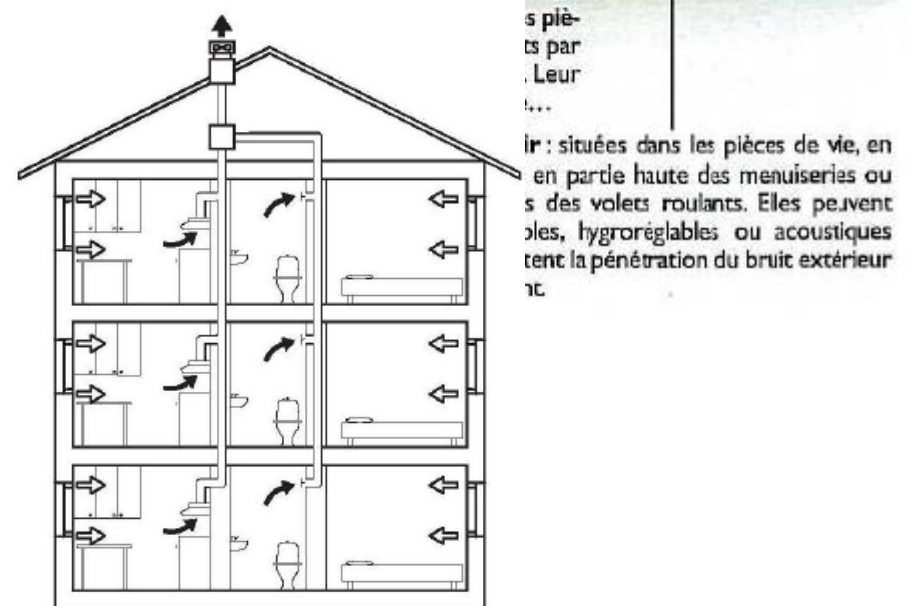 s piè-
ts par
. Leur
e...
ir : situées dans les pièces de vie, en
en partie haute des menuiseries ou
s des volets roulants. Elles peuvent
bles, hygroréglables ou acoustiques
tent la pénétration du bruit extérieur
nt.